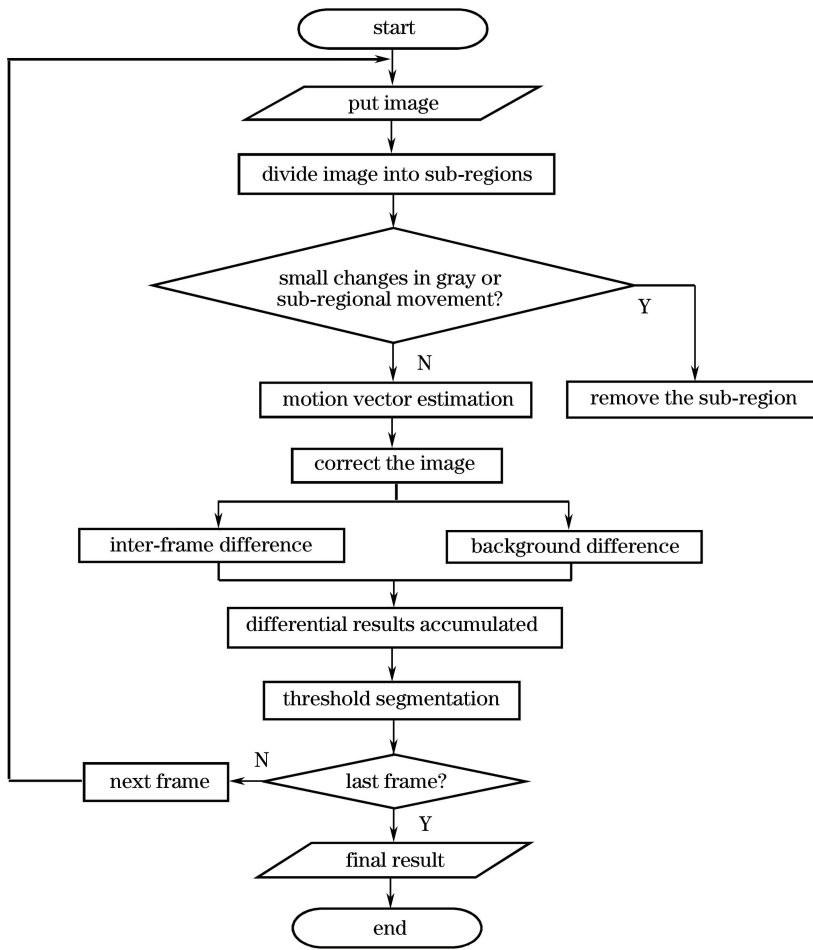 start
put image
divide image into sub-regions
small changes in gray or
sub-regional movement?
Y
N
motion vector estimation
remove the sub-region
correct the image
inter-frame difference
background difference
differential results accumulated
threshold segmentation
N
next frame
last frame?
Y
final result
end